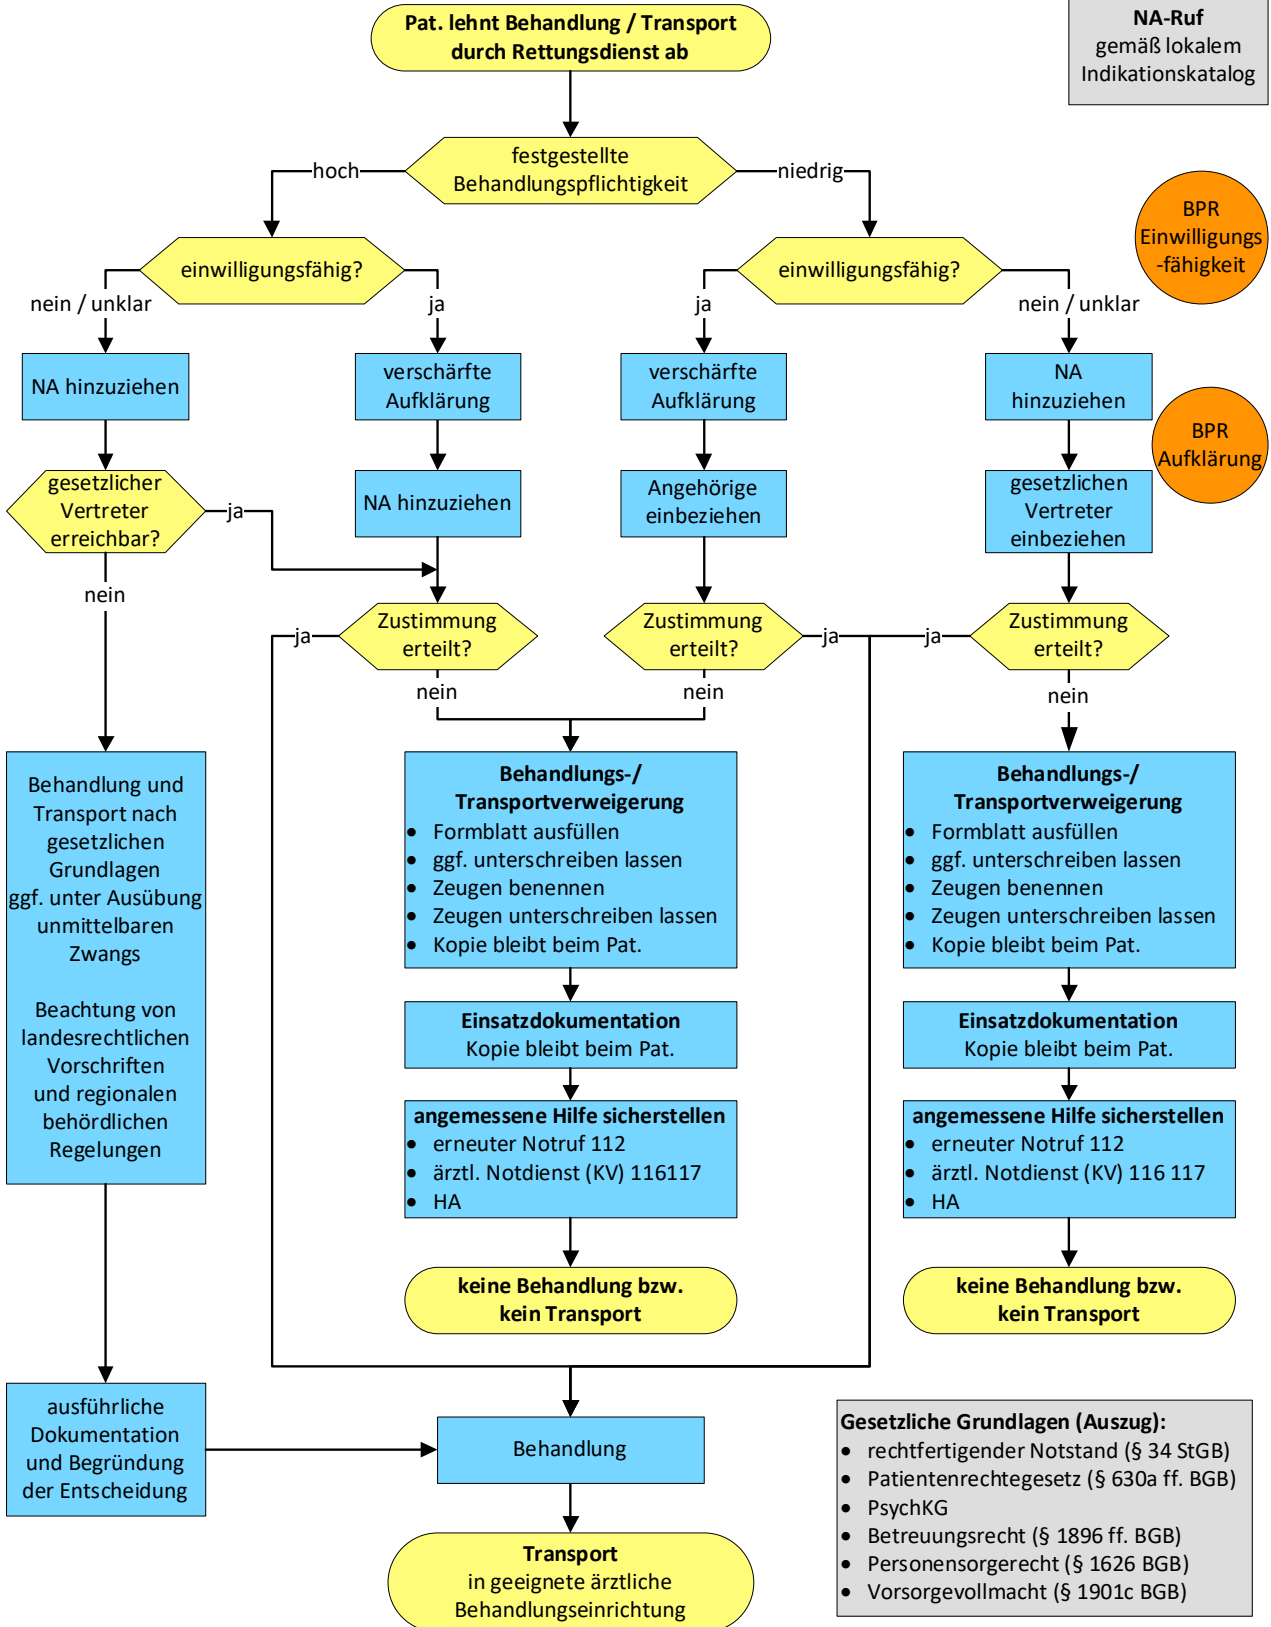 Pat. lehnt Behandlung / Transport
durch Rettungsdienst ab
NA-Ruf
gemäß lokalem
Indikationskatalog
festgestellte
Behandlungspflichtigkeit
hoch
niedrig
BPR
Einwilligungs
-fähigkeit
einwilligungsfähig?
einwilligungsfähig?
nein / unklar
ja
ja
nein / unklar
NA hinzuziehen
verschärfte
Aufklärung
verschärfte
Aufklärung
NA
hinzuziehen
BPR
Aufklärung
gesetzlicher
Vertreter
erreichbar?
ja
NA hinzuziehen
Angehörige
einbeziehen
gesetzlichen
Vertreter
einbeziehen
nein
ja
Zustimmung
erteilt?
Zustimmung
erteilt?
ja
ja
Zustimmung
erteilt?
nein
nein
nein
Behandlung und
Transport nach
gesetzlichen
Grundlagen
ggf. unter Ausübung
unmittelbaren
Zwangs
Beachtung von
landesrechtlichen
Vorschriften
und regionalen
behördlichen
Regelungen
Behandlungs-/
Transportverweigerung
• Formblatt ausfüllen
• ggf. unterschreiben lassen
• Zeugen benennen
• Zeugen unterschreiben lassen
• Kopie bleibt beim Pat.
Behandlungs-/
Transportverweigerung
• Formblatt ausfüllen
• ggf. unterschreiben lassen
• Zeugen benennen
• Zeugen unterschreiben lassen
• Kopie bleibt beim Pat.
Einsatzdokumentation
Kopie bleibt beim Pat.
Einsatzdokumentation
Kopie bleibt beim Pat.
angemessene Hilfe sicherstellen
• erneuter Notruf 112
• ärztl. Notdienst (KV) 116117
• HA
angemessene Hilfe sicherstellen
• erneuter Notruf 112
• ärztl. Notdienst (KV) 116 117
• HA
keine Behandlung bzw.
kein Transport
keine Behandlung bzw.
kein Transport
ausführliche
Dokumentation
und Begründung
der Entscheidung
Behandlung
Transport
in geeignete ärztliche
Behandlungseinrichtung
Gesetzliche Grundlagen (Auszug):
• rechtfertigender Notstand (§ 34 StGB)
• Patientenrechtegesetz (§ 630a ff. BGB)
• PsychKG
• Betreuungsrecht (§ 1896 ff. BGB)
• Personensorgerecht (§ 1626 BGB)
• Vorsorgevollmacht (§ 1901c BGB)